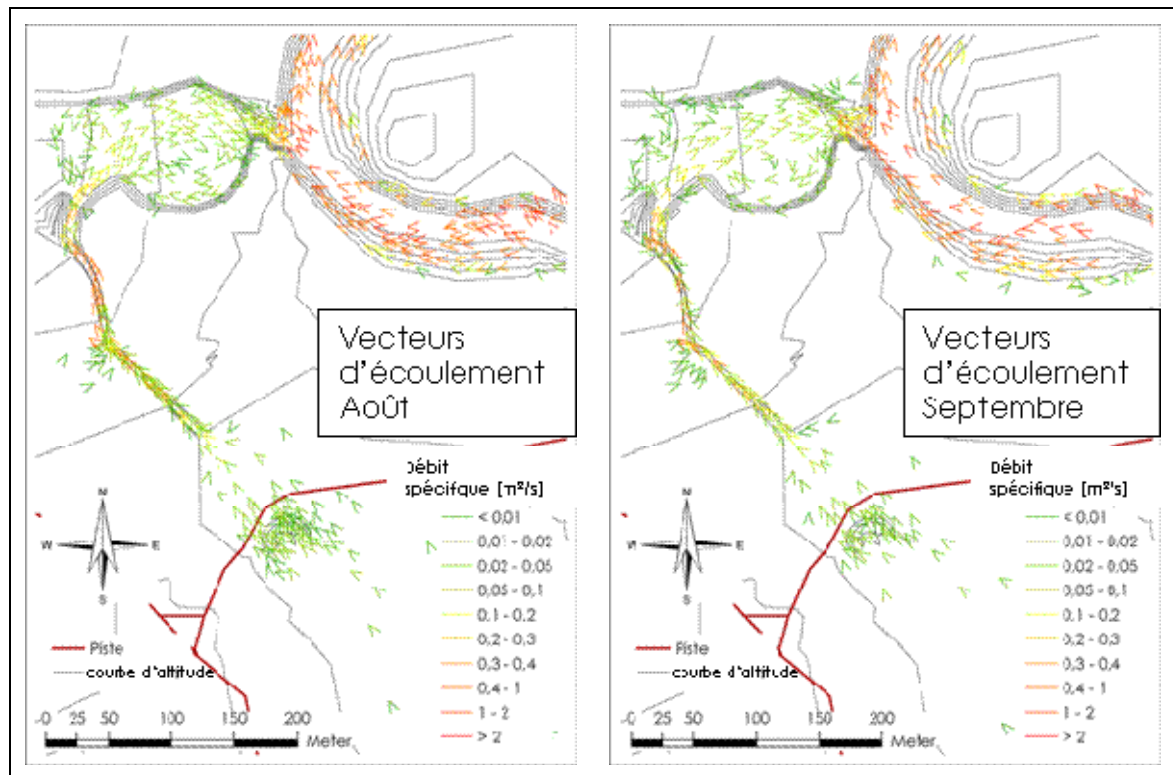 Vecteurs
d'écoulement
Août
Débit
spécifique [m²/s]
< 0,01
0,01 - 0,02
0,02 - 0,05
0,05 - 0,1
0,1 - 0,2
0,2 - 0,3
0,3 - 0,4
0,4 - 1
1 - 2
> 2
N
W E
S
Piste
courbe d'altitude
0 25 50 100 150 200
Meter
Vecteurs
d'écoulement
Septembre
Débit
spécifique [m²/s]
< 0,01
0,01 - 0,02
0,02 - 0,05
0,05 - 0,1
0,1 - 0,2
0,2 - 0,3
0,3 - 0,4
0,4 - 1
1 - 2
> 2
N
W E
S
Piste
courbe d'altitude
0 25 50 100 150 200
Meter